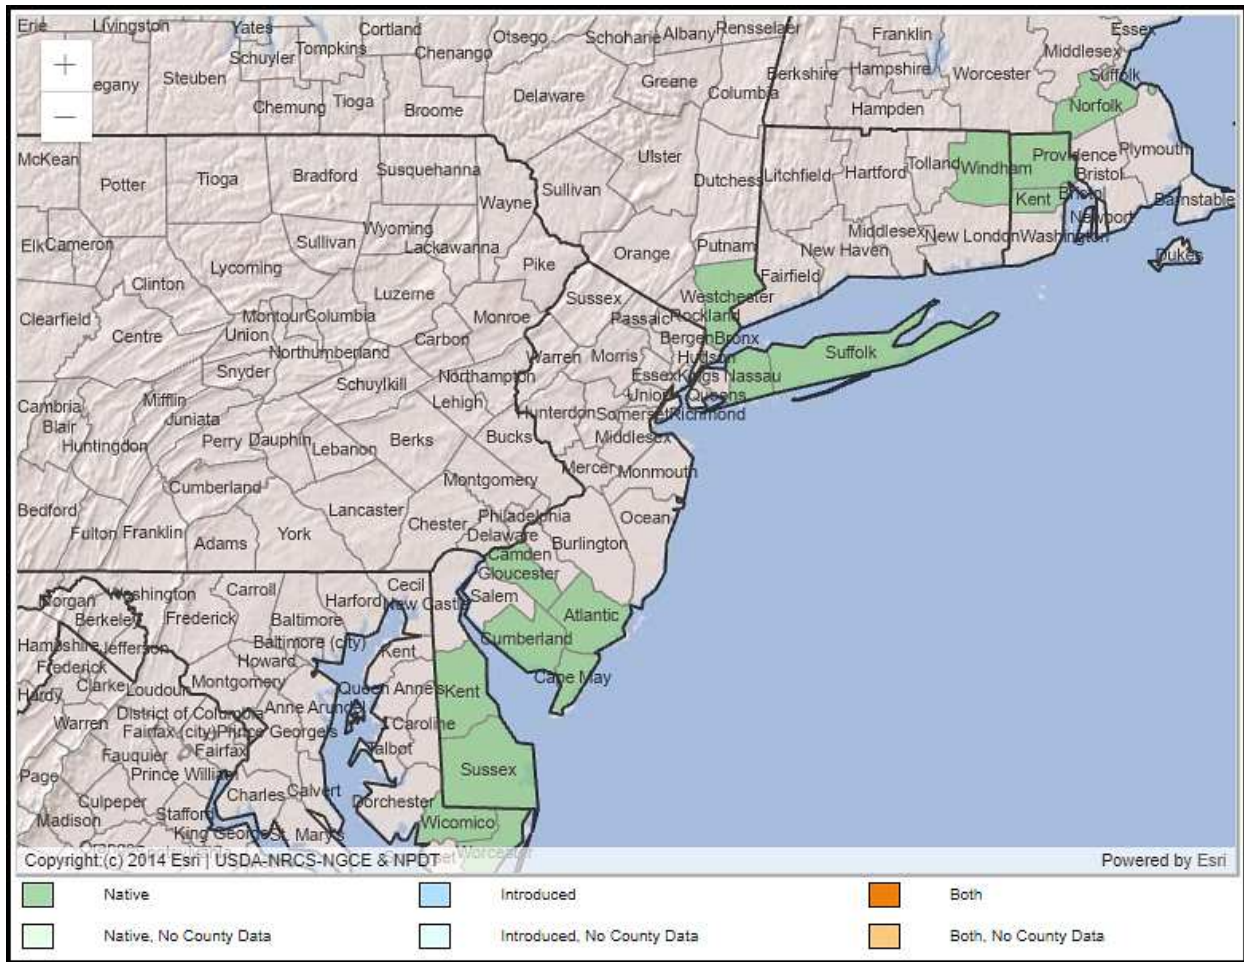 Erie Livingston Yates Cortland Otsego Schoharie Albany Rensselaer Franklin Essex
+ Schuyler Tompkins Chenango Middlesex
egany Steuben Greene Berkshire Hampshire Worcester Suffolk
Chemung Tioga Broome Delaware Columbia Hampden Norfolk
−
McKean Potter Tioga Bradford Susquehanna Ulster Tolland Windham Providence Plymouth
Wayne Sullivan Dutchess Litchfield Hartford Kent Bristol Bristol Barnstable
Elk Cameron Sullivan Wyoming Lackawanna Orange Putnam New Haven Middlesex New London Washington Newport Dukes
Clinton Lycoming Pike Fairfield
Clearfield Centre Montour Columbia Luzerne Monroe Sussex Passaic Westchester Rockland
Union Northumberland Carbon Warren Morris Bergen Bronx
Snyder Schuylkill Northampton Hudson Suffolk
Cambria Mifflin Juniata Lehigh Essex Kings Nassau
Blair Huntingdon Perry Dauphin Lebanon Berks Bucks Hunterdon Union Somerset Queens Richmond
Middlesex
Cumberland Montgomery Mercer Monmouth
Bedford Fulton Franklin Adams York Lancaster Chester Philadelphia Delaware Burlington Ocean
Camden
Gloucester
Morgan Washington Carroll Cecil Salem
Berkeley Frederick Baltimore Harford New Castle Atlantic
Hampshire Jefferson Baltimore (city) Cumberland
Frederick Howard Kent
Hardy Clarke Loudoun Montgomery Queen Anne's Kent Cape May
Warren District of Columbia Anne Arundel Caroline
Fairfax (city) Prince George's
Fauquier Fairfax Talbot
Page Prince William Sussex
Culpeper Charles Calvert Dorchester
Madison Stafford Wicomico
King George St. Mary's
Worcester
Copyright:(c) 2014 Esri | USDA-NRCS-NGCE & NPDT Powered by Esri
Native Introduced Both
Native, No County Data Introduced, No County Data Both, No County Data